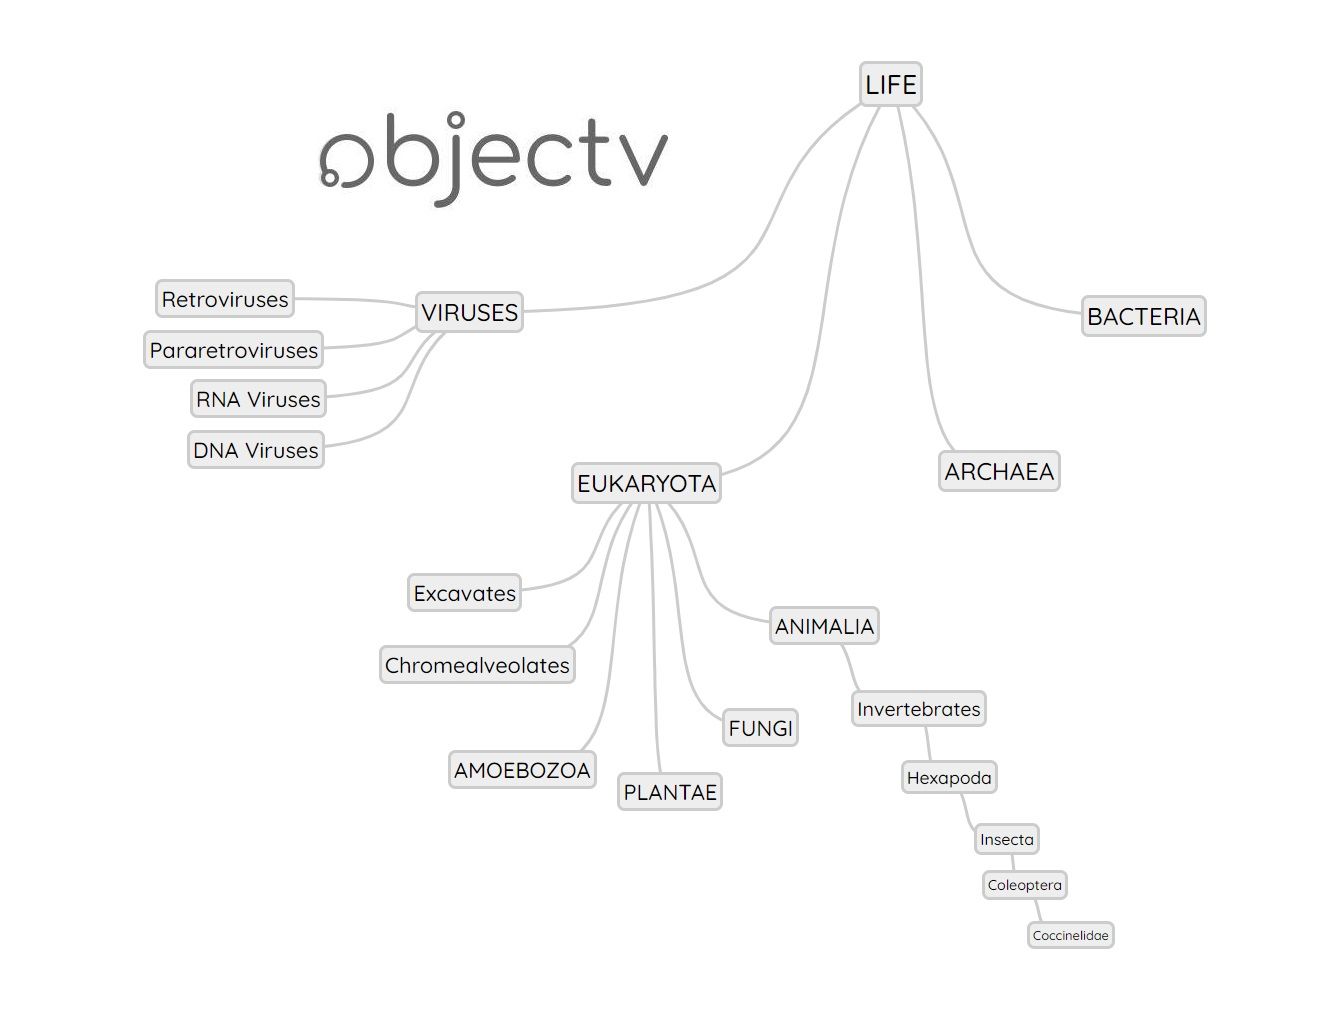 LIFE
objectv
Retroviruses
VIRUSES
BACTERIA
Pararetroviruses
RNA Viruses
DNA Viruses
EUKARYOTA
ARCHAEA
Excavates
ANIMALIA
Chromealveolates
Invertebrates
FUNGI
AMOEBOZOA
Hexapoda
PLANTAE
Insecta
Coleoptera
Coccinelidae